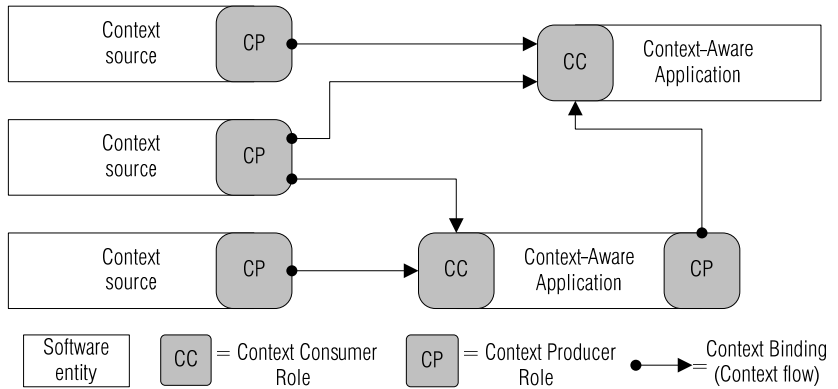 Context
source
CP
CC
Context-Aware
Application
Context
source
CP
Context
source
CP
CC
Context-Aware
Application
CP
Software
entity
CC
= Context Consumer
Role
CP
= Context Producer
Role
= Context Binding
(Context flow)